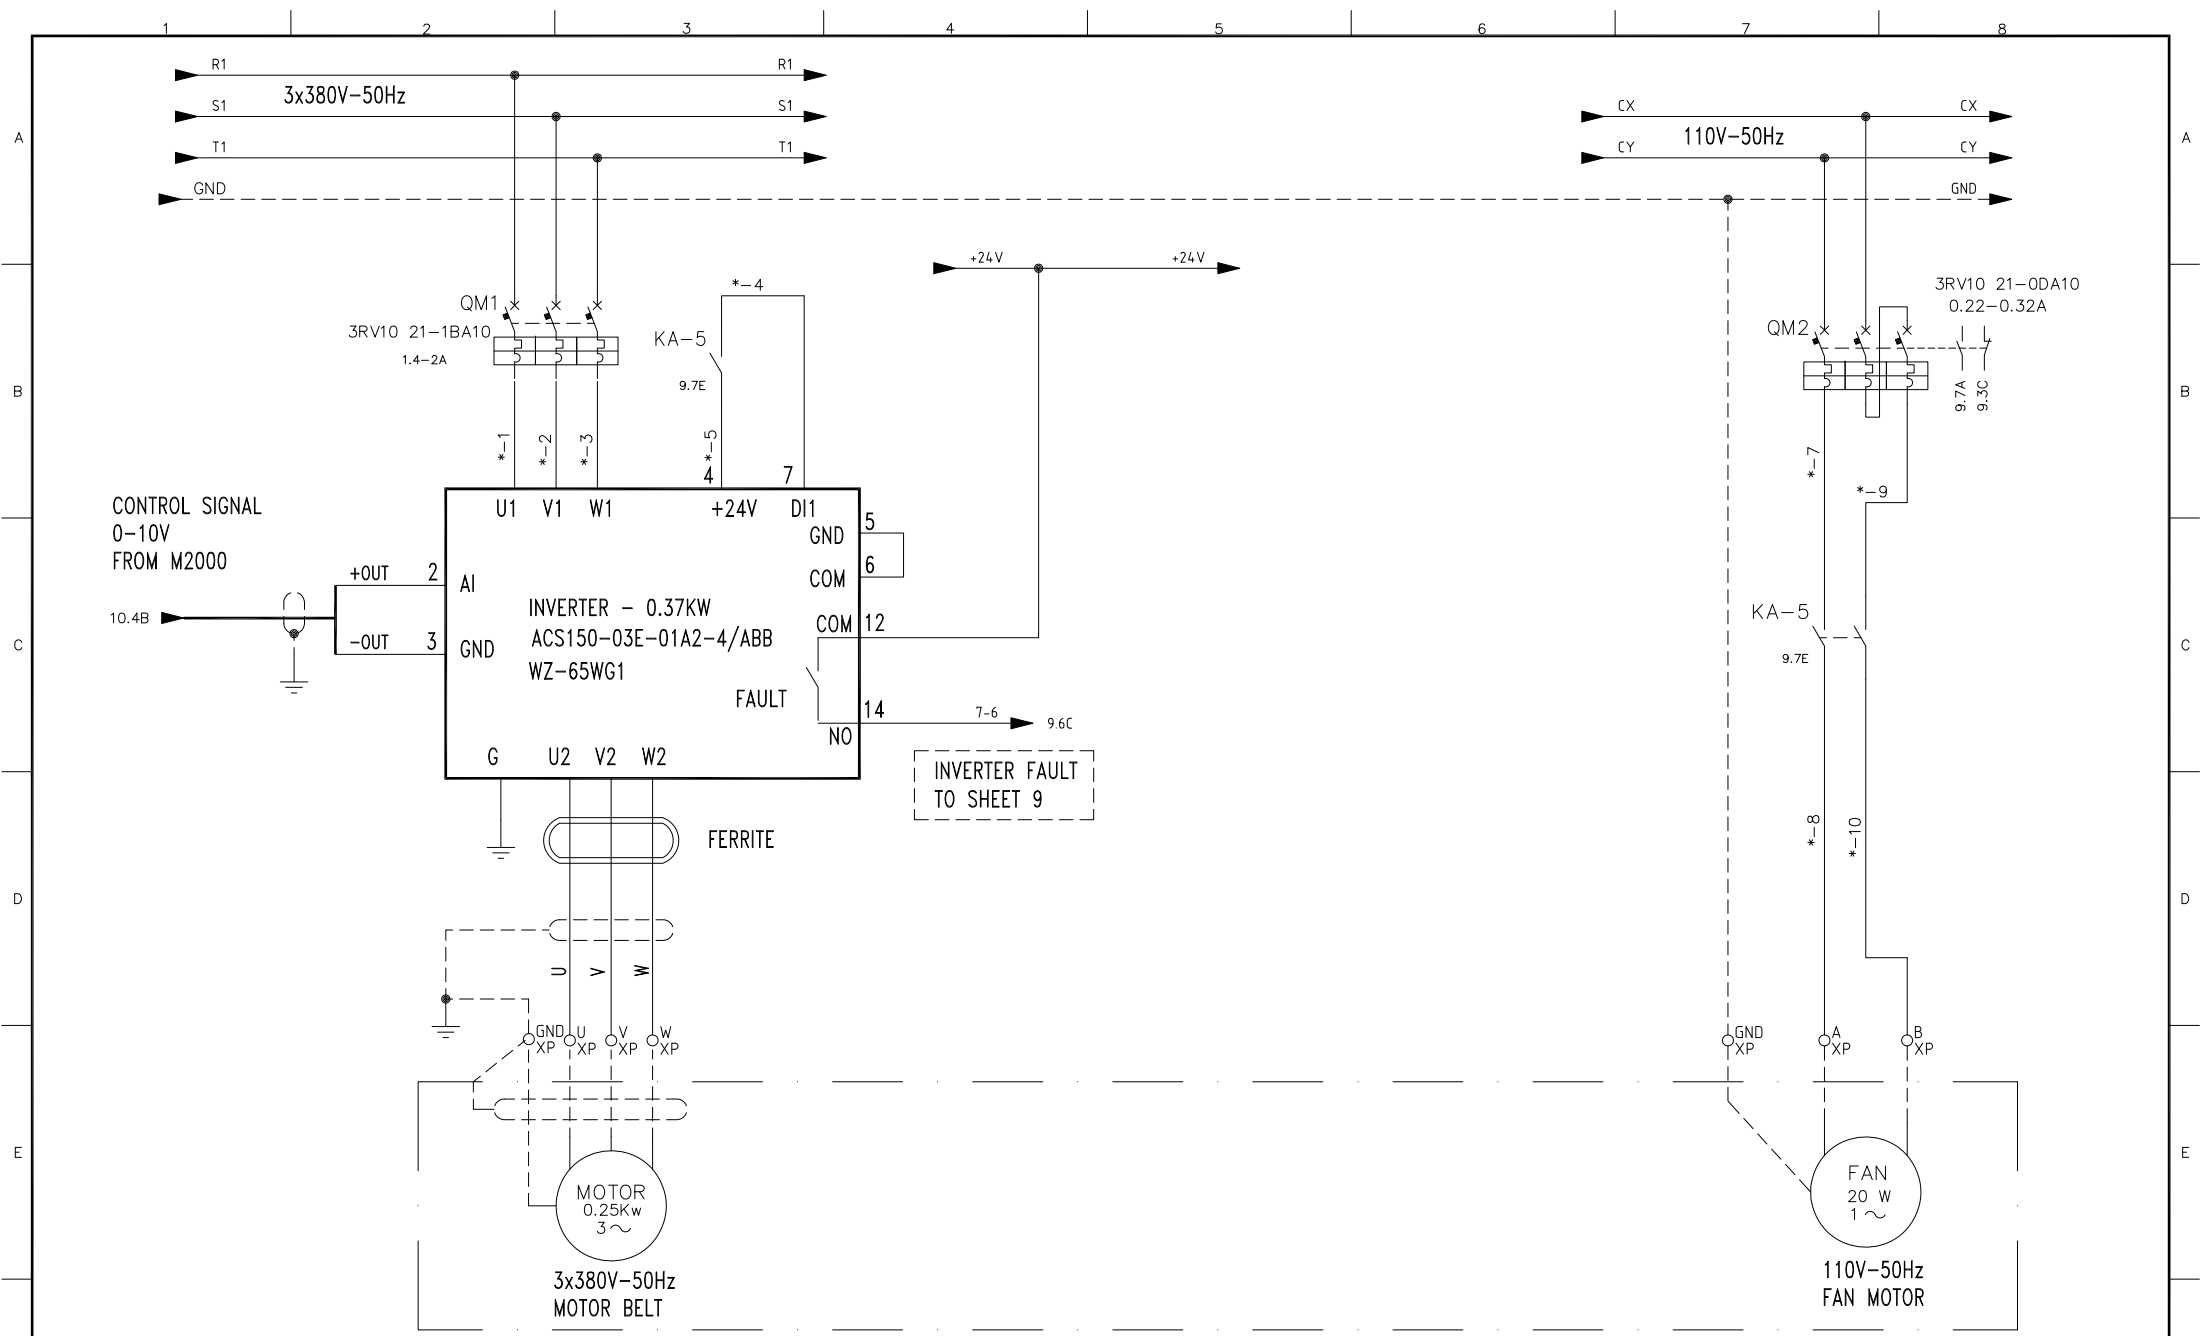 1
2
3
4
5
6
7
8
A
A
B
B
C
C
D
D
E
E
R1
R1
3x380V-50Hz
S1
S1
T1
T1
GND
CX
CX
110V-50Hz
CY
CY
GND
+24V
+24V
*-4
QM1
3RV10 21-1BA10
1.4-2A
KA-5
9.7E
*-1
*-2
*-3
*-5
4
7
3RV10 21-0DA10
0.22-0.32A
QM2
9.7A
9.3C
*-7
*-9
CONTROL SIGNAL
0-10V
FROM M2000
10.4B
+OUT
2
-OUT
3
U1
V1
W1
+24V
DI1
AI
GND
GND
5
COM
6
COM
12
INVERTER - 0.37KW
ACS150-03E-01A2-4/ABB
WZ-65WG1
FAULT
14
NO
7-6
9.6C
INVERTER FAULT
TO SHEET 9
G
U2
V2
W2
FERRITE
KA-5
9.7E
*-8
*-10
U
V
W
GND
XP
U
XP
V
XP
W
XP
GND
XP
A
XP
B
XP
MOTOR
0.25Kw
3~
3x380V-50Hz
MOTOR BELT
FAN
20 W
1~
110V-50Hz
FAN MOTOR